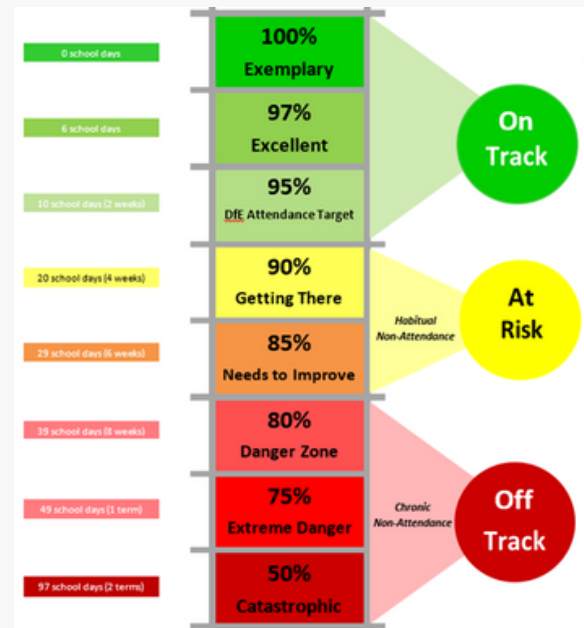 0 school days
100%
Exemplary
6 school days
97%
Excellent
On
Track
10 school days (2 weeks)
95%
DfE Attendance Target
20 school days (4 weeks)
90%
Getting There
Habitual
Non-Attendance
At
Risk
29 school days (6 weeks)
85%
Needs to Improve
39 school days (8 weeks)
80%
Danger Zone
49 school days (1 term)
75%
Extreme Danger
Chronic
Non-Attendance
Off
Track
97 school days (2 terms)
50%
Catastrophic